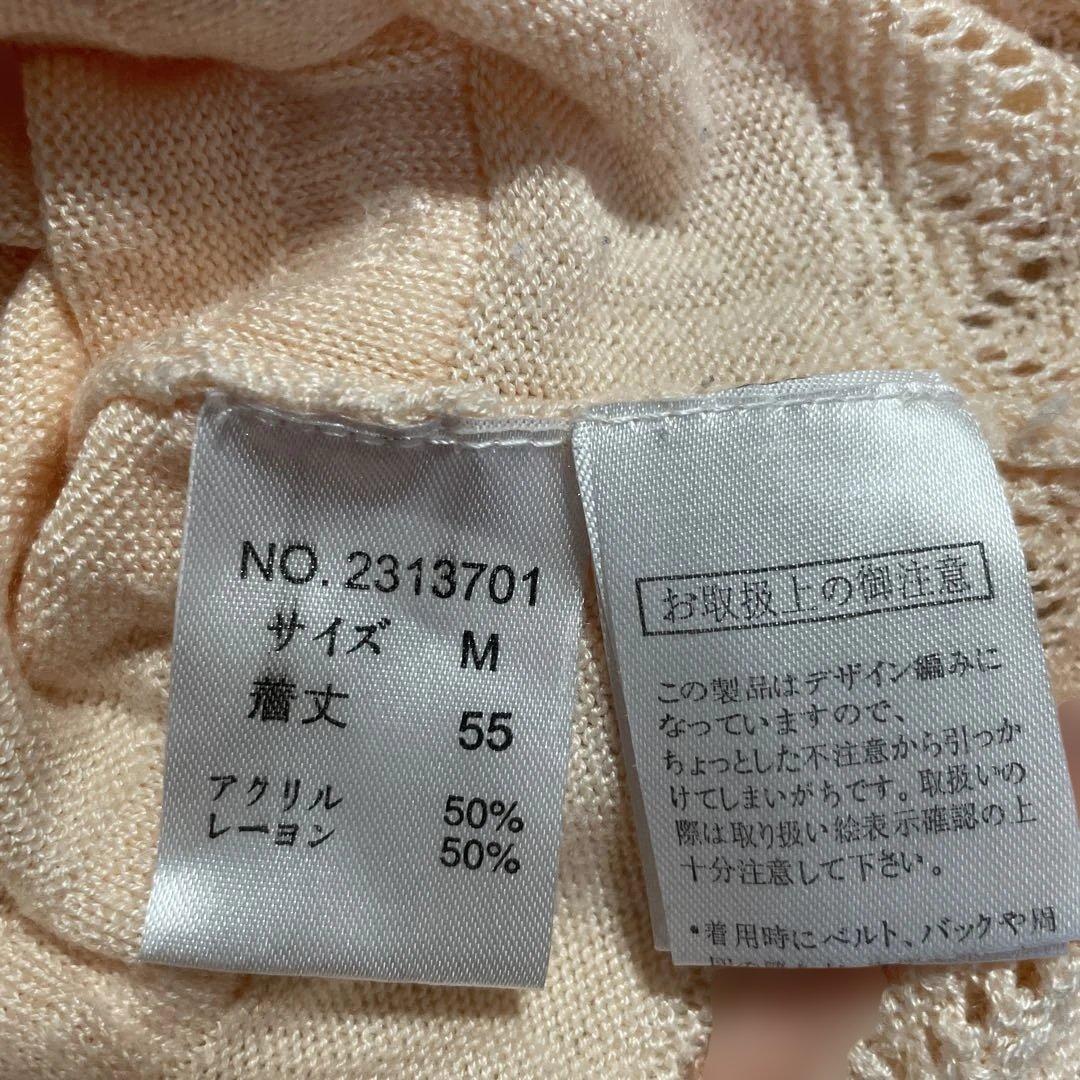 NO. 2313701
サイズ M
着丈 55
アクリル 50%
レーヨン 50%
お取扱上の御注意
この製品はデザイン編みに
なっていますので、
ちょっとした不注意から引っか
けてしまいがちです。取扱いの
際は取り扱い絵表示確認の上
十分注意して下さい。
・着用時にベルト、バックや周